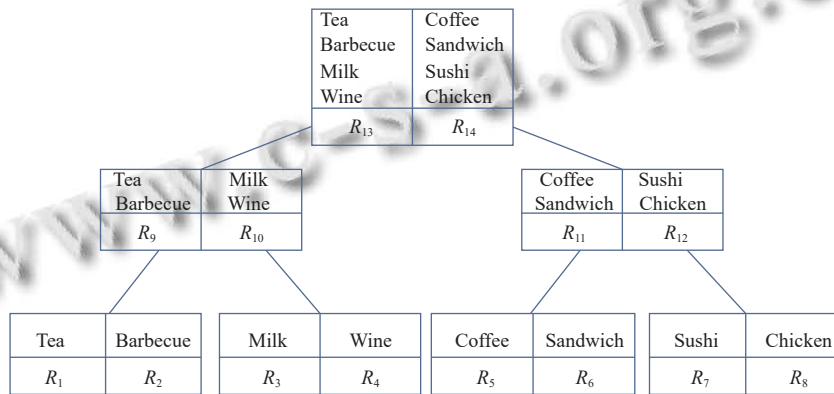 Tea Coffee
Barbecue Sandwich
Milk Sushi
Wine Chicken
R13 R14
Tea Milk Coffee Sushi
Barbecue Wine Sandwich Chicken
R9 R10 R11 R12
Tea Barbecue Milk Wine Coffee Sandwich Sushi Chicken
R1 R2 R3 R4 R5 R6 R7 R8
www.c-s-a.org.c